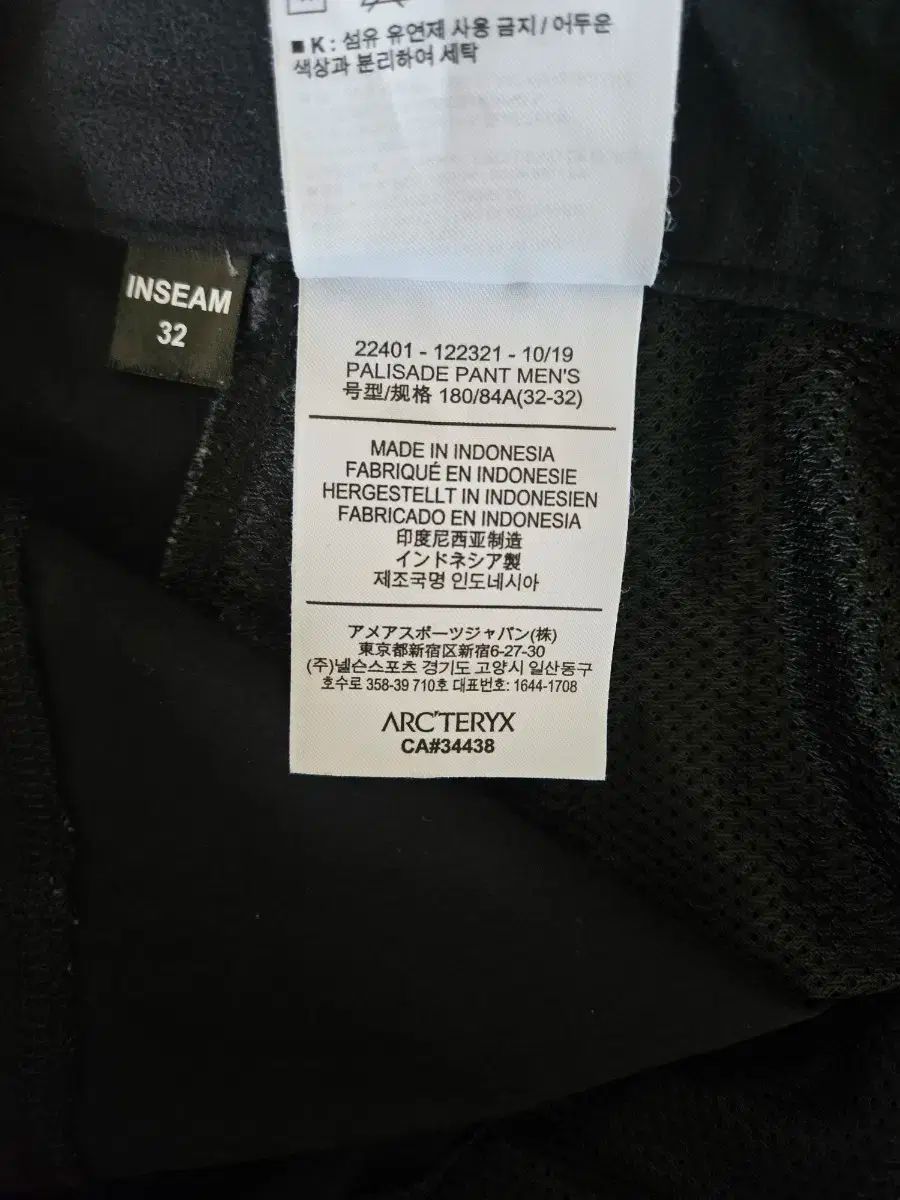 ■ K : 섬유 유연제 사용 금지 / 어두운
색상과 분리하여 세탁
INSEAM
32
22401 - 122321 - 10/19
PALISADE PANT MEN'S
号型/规格 180/84A(32-32)
MADE IN INDONESIA
FABRIQUÉ EN INDONESIE
HERGESTELLT IN INDONESIEN
FABRICADO EN INDONESIA
印度尼西亚制造
インドネシア製
제조국명 인도네시아
アメアスポーツジャパン(株)
東京都新宿区新宿6-27-30
(주)넬슨스포츠 경기도 고양시 일산동구
호수로 358-39 710호 대표번호: 1644-1708
ARC'TERYX
CA#34438